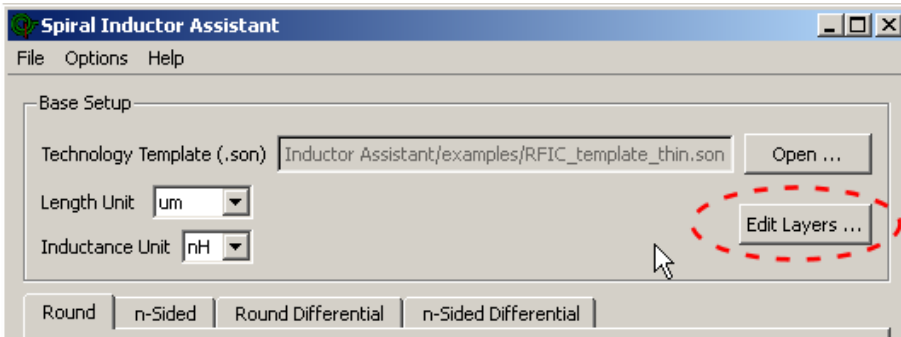 Spiral Inductor Assistant
File Options Help
Base Setup
Technology Template (.son) Inductor Assistant/examples/RFIC_template_thin.son Open ...
Length Unit um
Edit Layers ...
Inductance Unit nH
Round n-Sided Round Differential n-Sided Differential